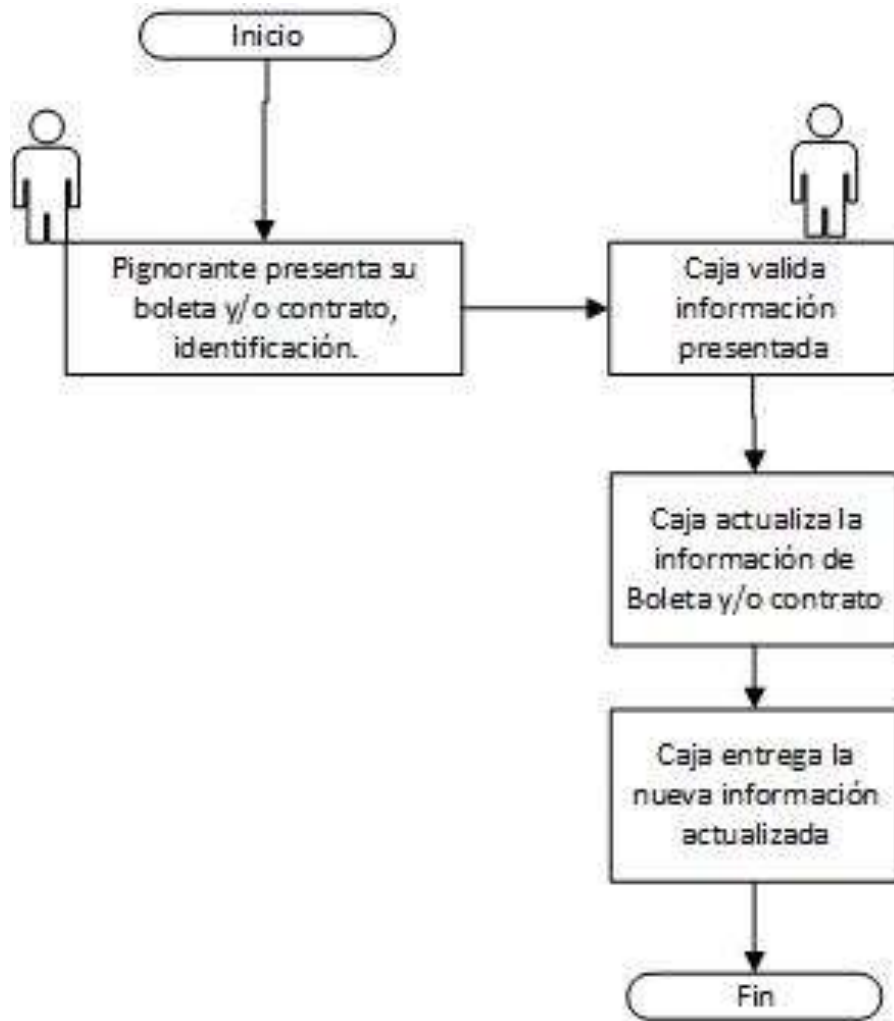 Inicio
Pignorante presenta su
boleta y/o contrato,
identificación.
Caja valida
información
presentada
Caja actualiza la
información de
Boleta y/o contrato
Caja entrega la
nueva información
actualizada
Fin